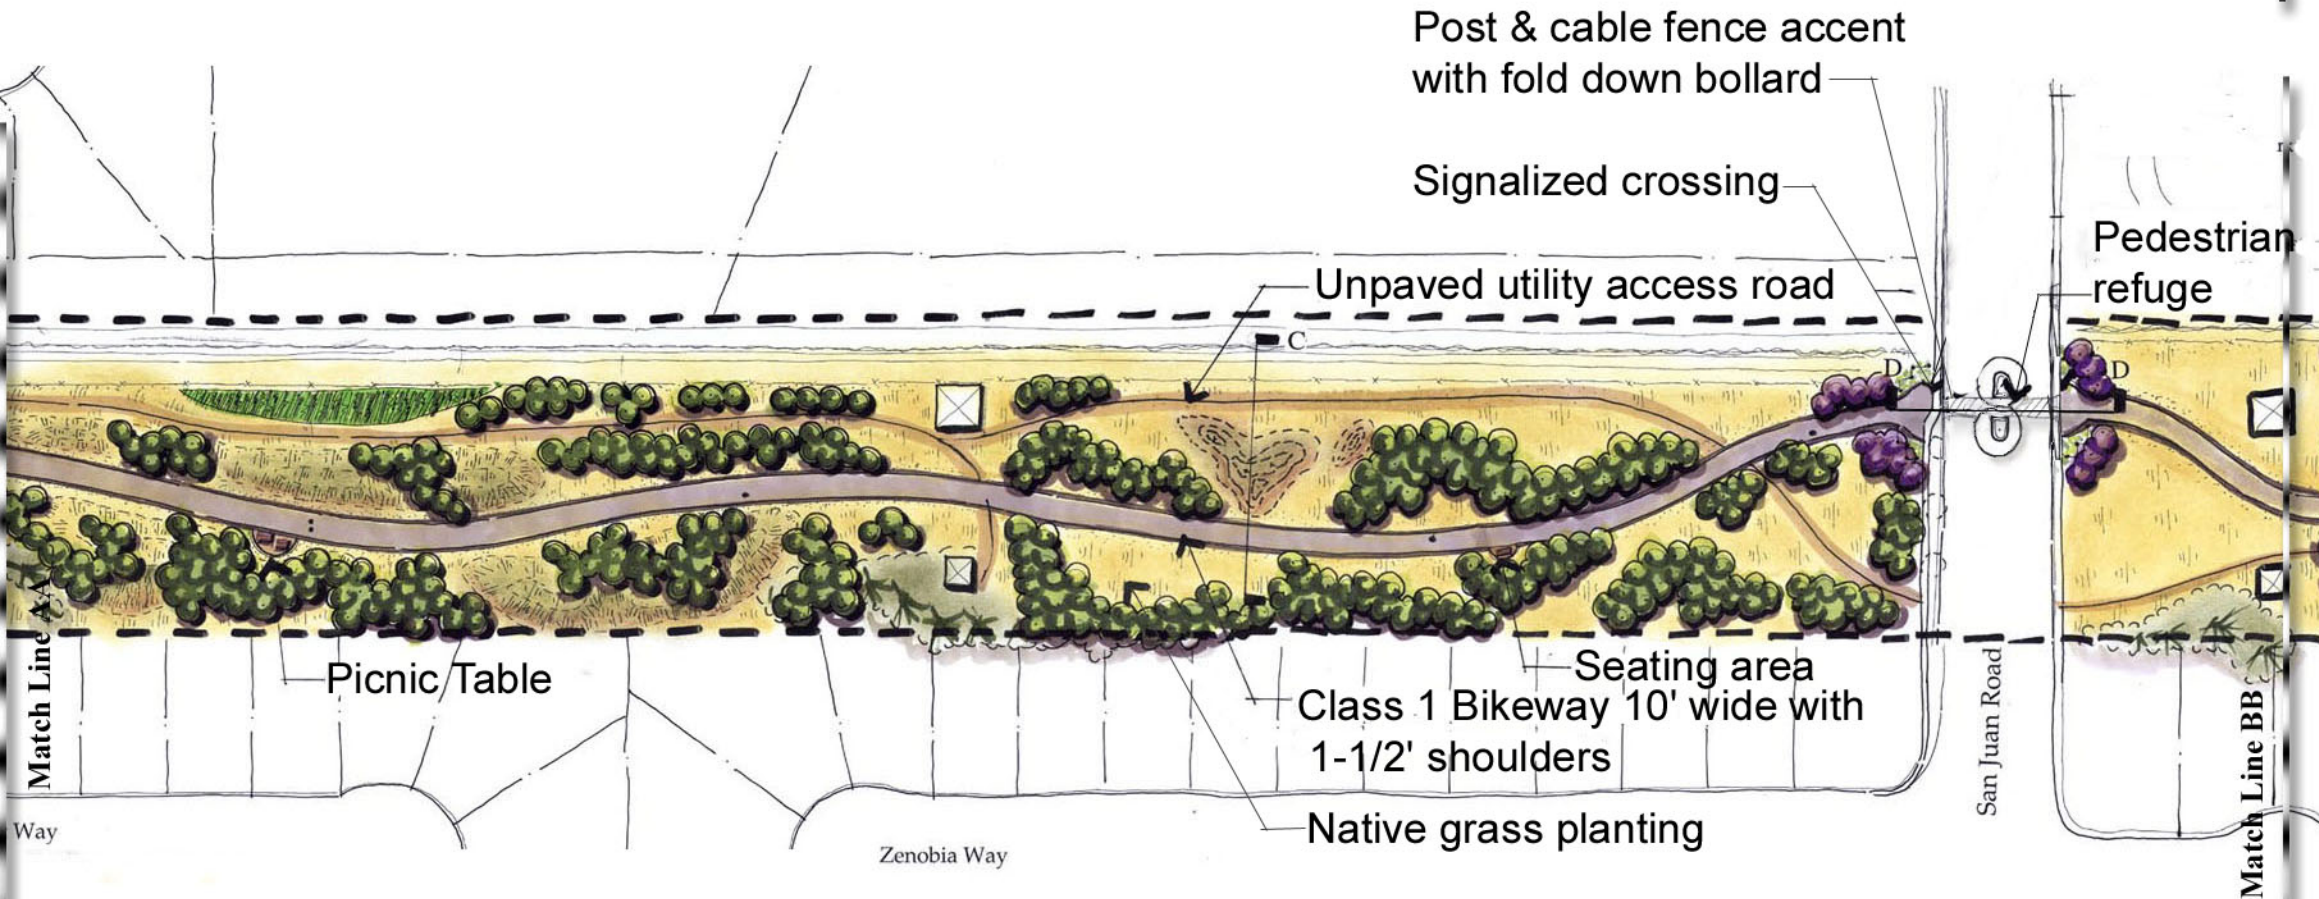 Post & cable fence accent
with fold down bollard
Signalized crossing
Pedestrian
refuge
Unpaved utility access road
C
D
D
Picnic Table
Seating area
Class 1 Bikeway 10' wide with
1-1/2' shoulders
Native grass planting
Match Line AA
San Juan Road
Match Line BB
Way
Zenobia Way